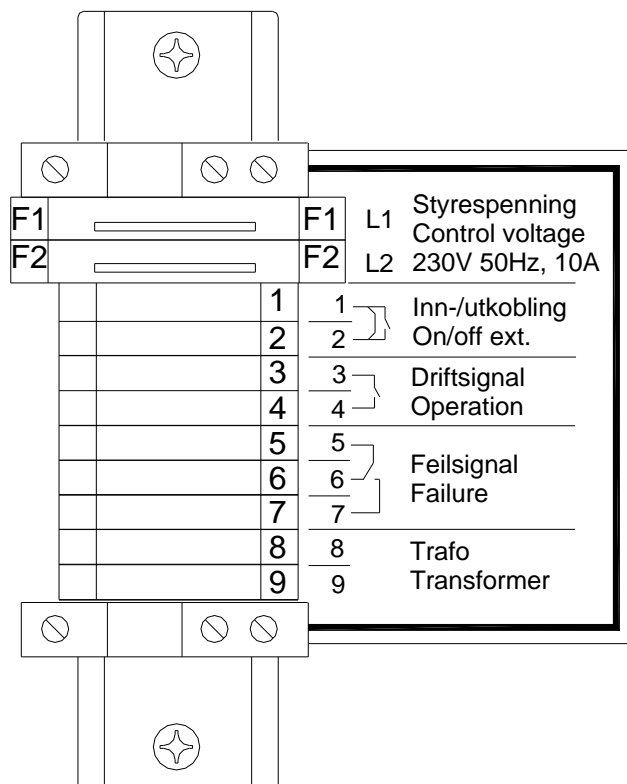 F1 F1 L1 Styrespenning
Control voltage
F2 F2 L2 230V 50Hz, 10A
1 1 Inn-/utkobling
2 2 On/off ext.
3 3 Driftsignal
4 4 Operation
5 5
6 6 Feilsignal
Failure
7 7
8 8 Trafo
9 9 Transformer